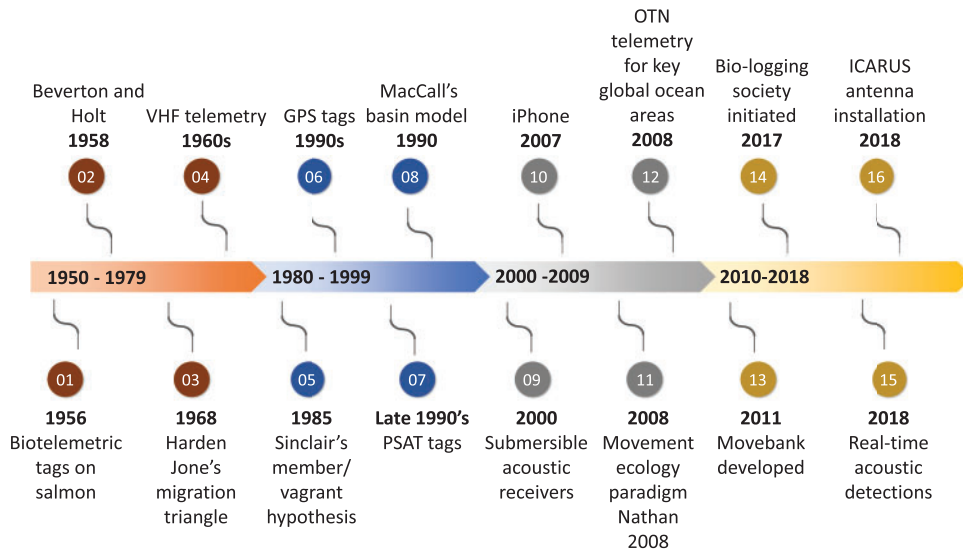 Beverton and
Holt
1958
02
VHF telemetry
1960s
04
GPS tags
1990s
06
MacCall's
basin model
1990
08
iPhone
2007
10
OTN
telemetry
for key
global ocean
areas
2008
12
Bio-logging
society
initiated
2017
14
ICARUS
antenna
installation
2018
16
1950 - 1979
1980 - 1999
2000 -2009
2010-2018
01
1956
Biotelemetric
tags on
salmon
03
1968
Harden
Jone's
migration
triangle
05
1985
Sinclair's
member/
vagrant
hypothesis
07
Late 1990's
PSAT tags
09
2000
Submersible
acoustic
receivers
11
2008
Movement
ecology
paradigm
Nathan
2008
13
2011
Movebank
developed
15
2018
Real-time
acoustic
detections